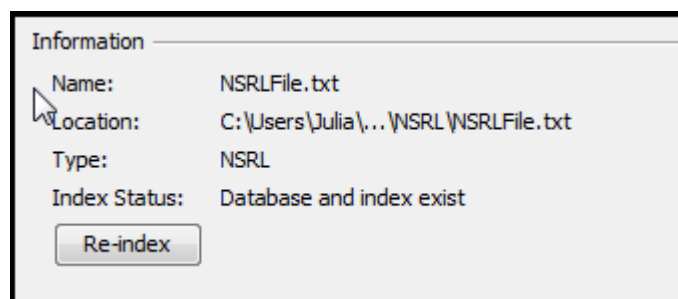 Information
Name: NSRLFile.txt
Location: C:\Users\Julia\...\NSRL\NSRLFile.txt
Type: NSRL
Index Status: Database and index exist
Re-index